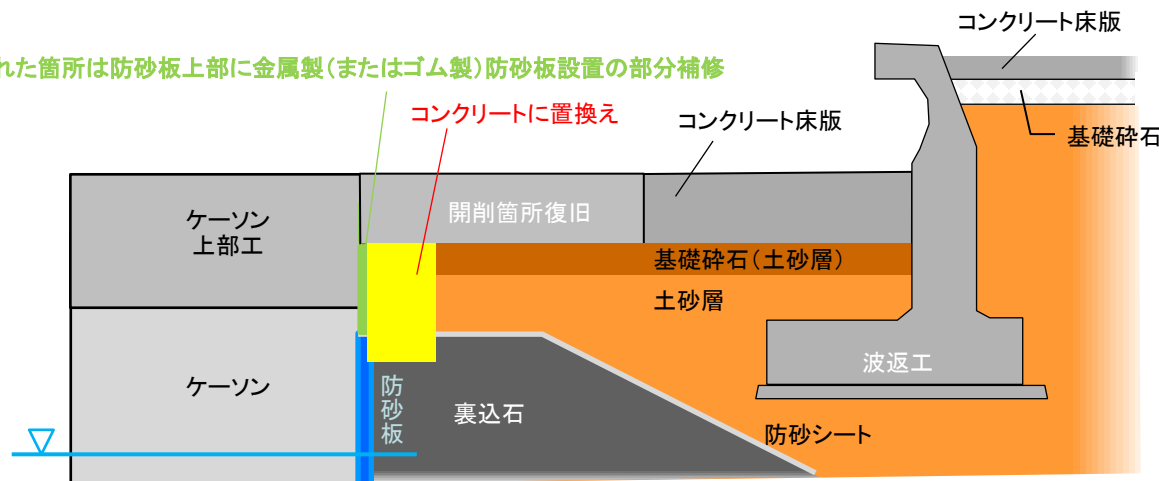 コンクリート床版
れた箇所は防砂板上部に金属製(またはゴム製)防砂板設置の部分補修
コンクリートに置換え
コンクリート床版
基礎砕石
ケーソン
上部工
開削箇所復旧
基礎砕石(土砂層)
土砂層
波返工
ケーソン
防砂板
裏込石
防砂シート